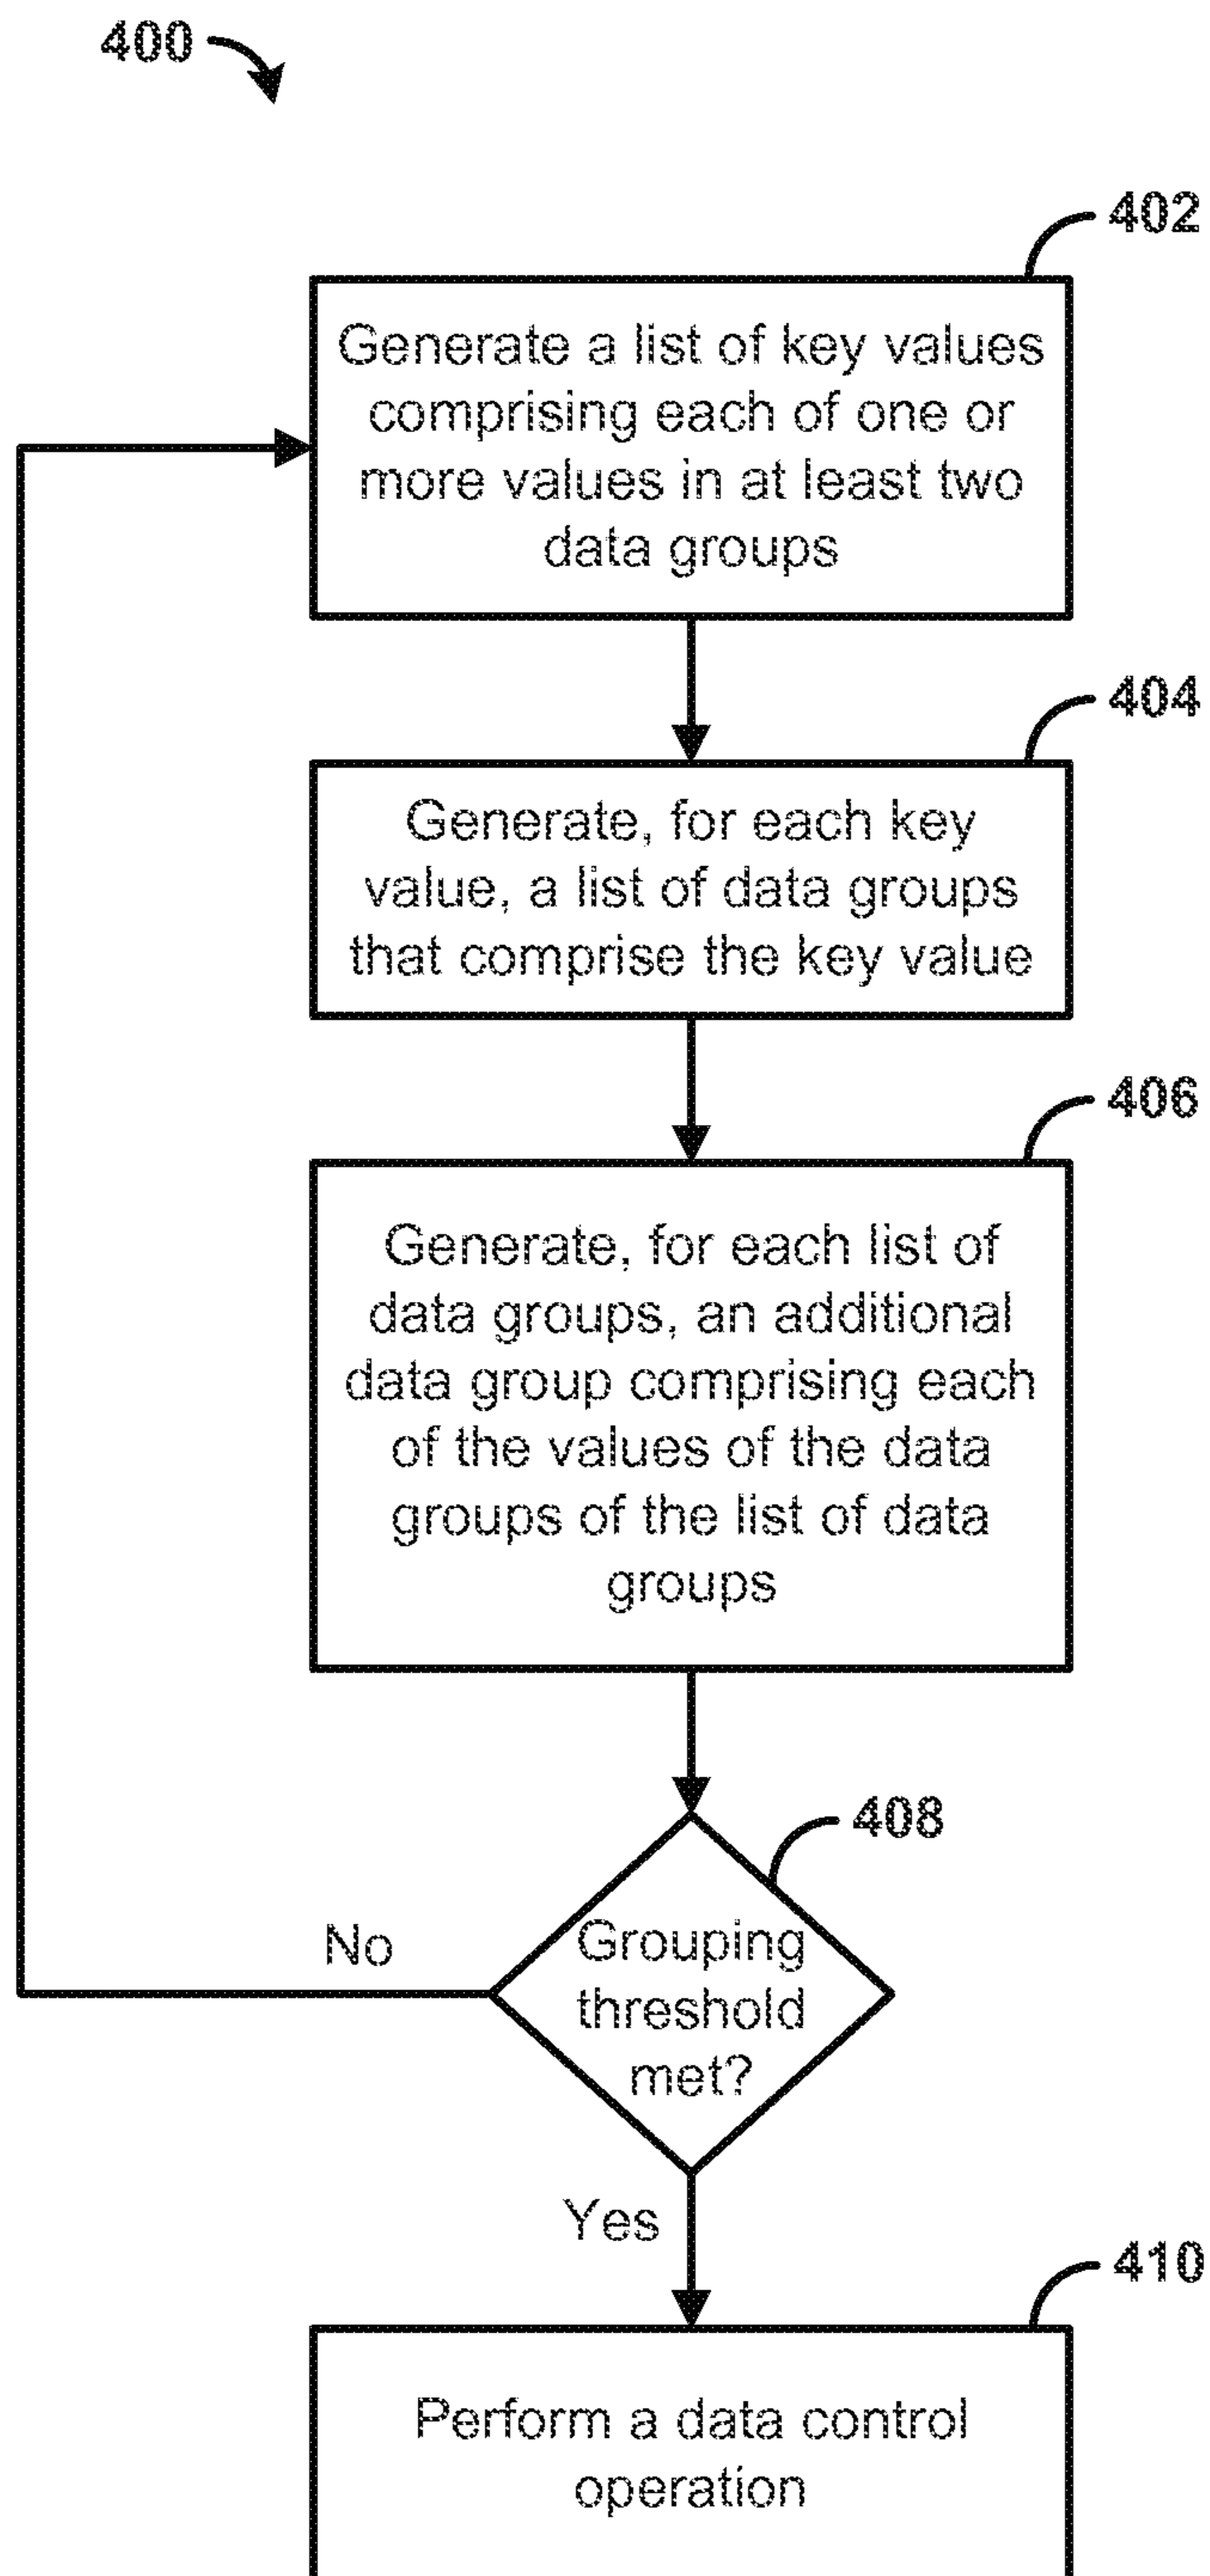 400
402
Generate a list of key values
comprising each of one or
more values in at least two
data groups
404
Generate, for each key
value, a list of data groups
that comprise the key value
406
Generate, for each list of
data groups, an additional
data group comprising each
of the values of the data
groups of the list of data
groups
408
No
Grouping
threshold
met?
Yes
410
Perform a data control
operation